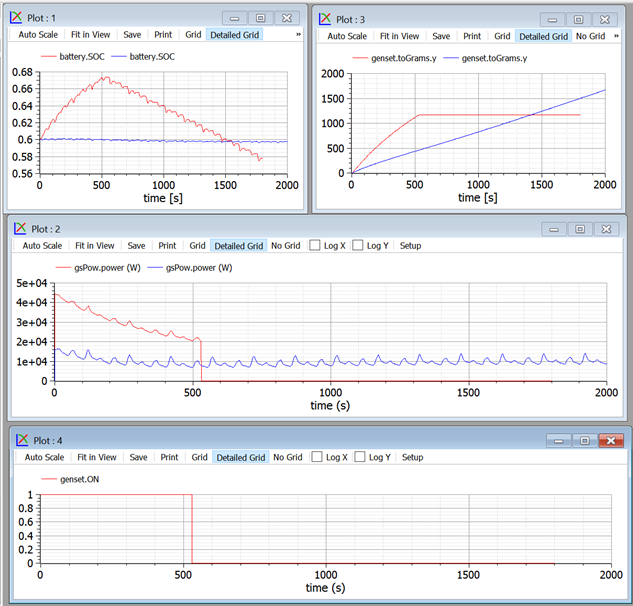 Plot : 1
Auto Scale Fit in View Save Print Grid Detailed Grid »
battery.SOC battery.SOC
0.68
0.66
0.64
0.62
0.6
0.58
0.56
0 500 1000 1500 2000
time [s]
Plot : 3
Auto Scale Fit in View Save Print Grid Detailed Grid No Grid »
genset.toGrams.y genset.toGrams.y
2000
1500
1000
500
0
0 500 1000 1500 2000
time [s]
Plot : 2
Auto Scale Fit in View Save Print Grid Detailed Grid No Grid Log X Log Y Setup
gsPow.power (W) gsPow.power (W)
5e+04
4e+04
3e+04
2e+04
1e+04
0
0 500 1000 1500 2000
time (s)
Plot : 4
Auto Scale Fit in View Save Print Grid Detailed Grid No Grid Log X Log Y Setup
genset.ON
1
0.8
0.6
0.4
0.2
0
0 500 1000 1500 2000
time (s)